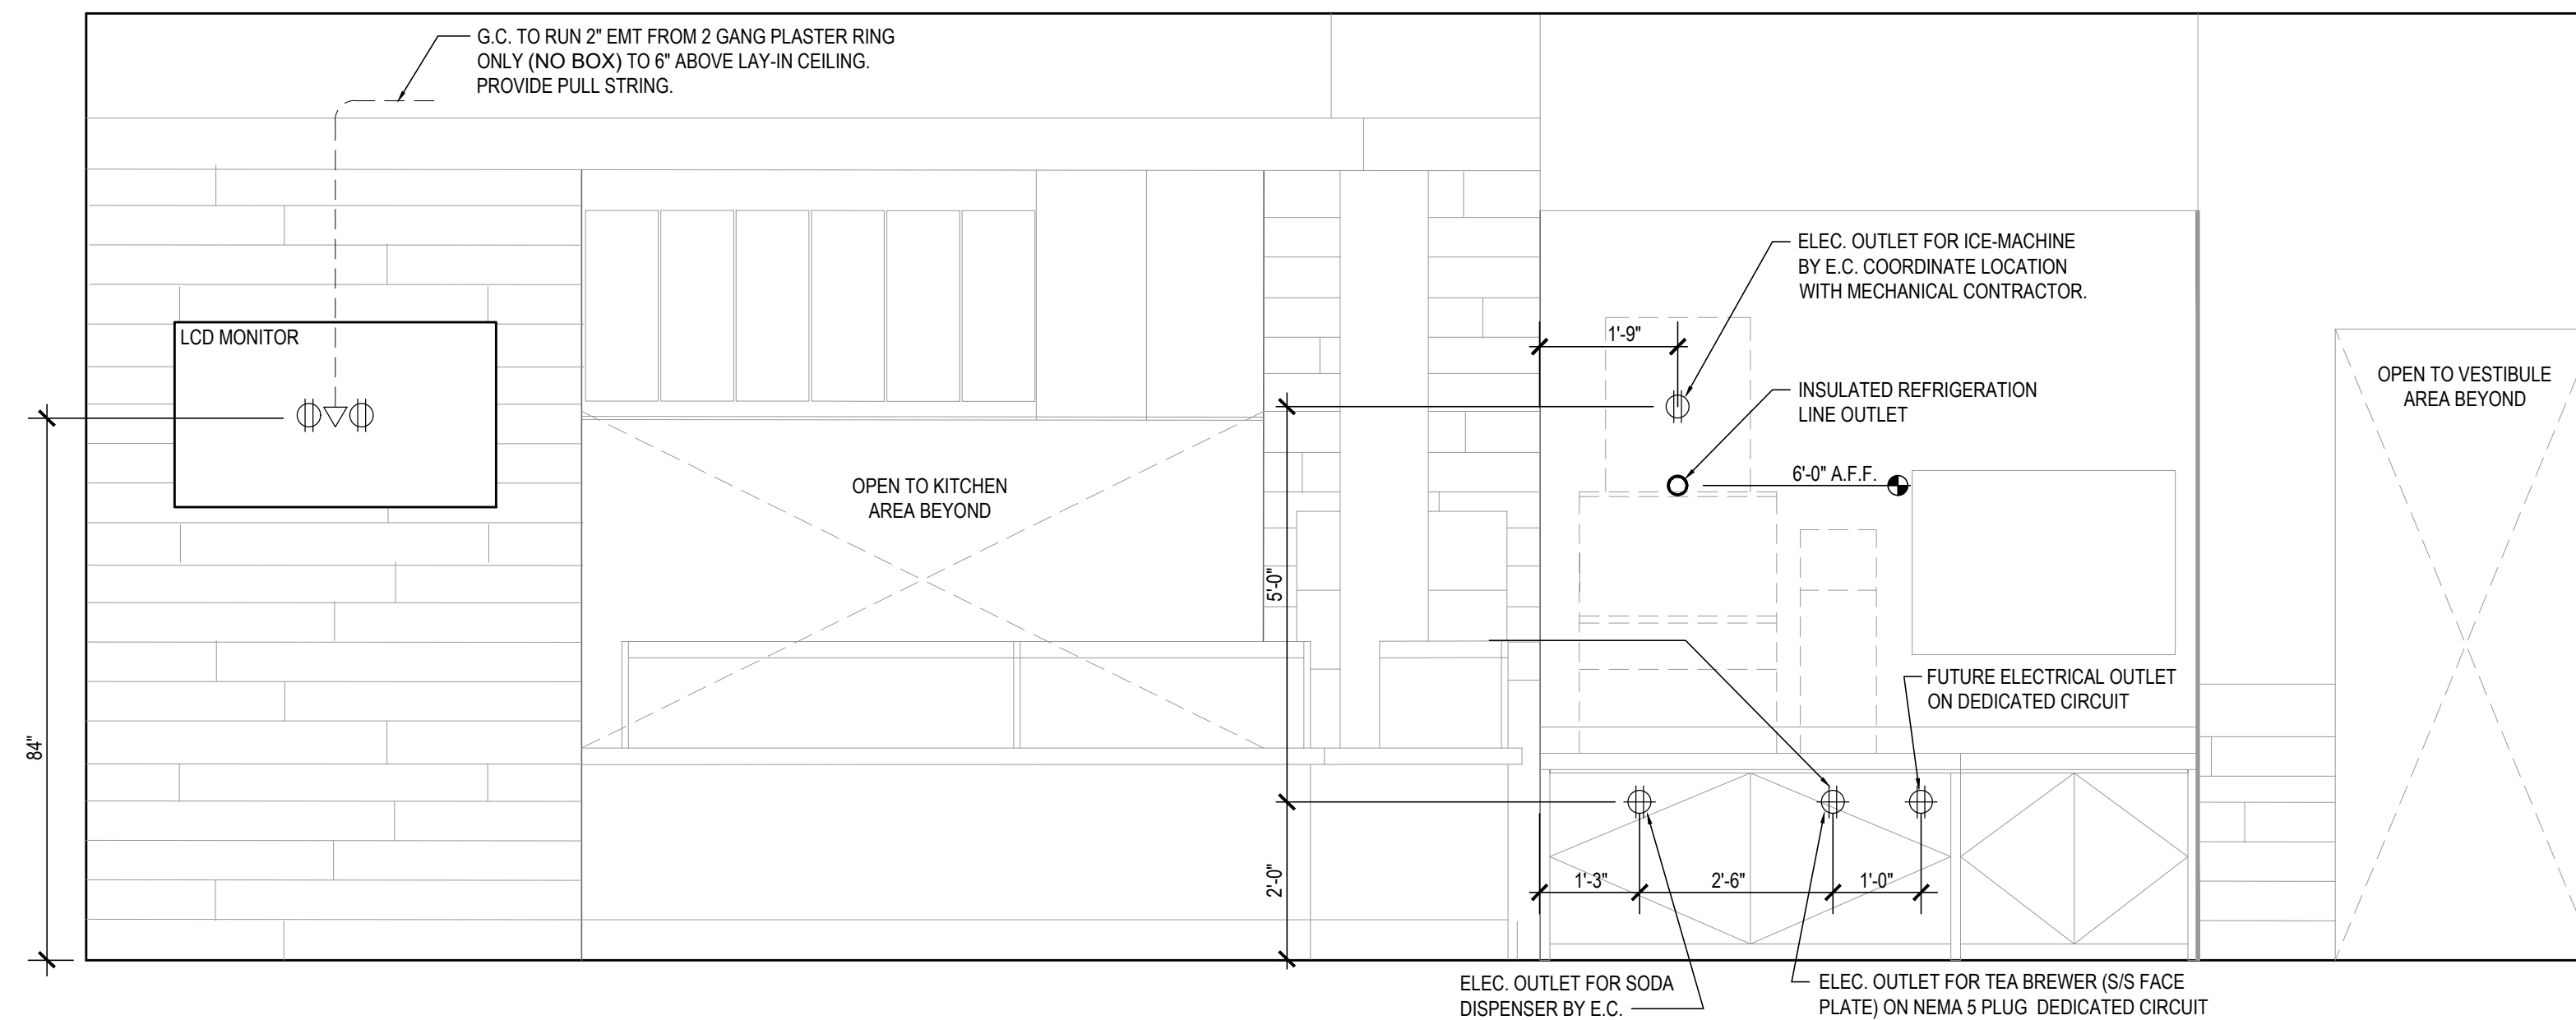 G.C. TO RUN 2" EMT FROM 2 GANG PLASTER RING
ONLY (NO BOX) TO 6" ABOVE LAY-IN CEILING.
PROVIDE PULL STRING.
ELEC. OUTLET FOR ICE-MACHINE
BY E.C. COORDINATE LOCATION
WITH MECHANICAL CONTRACTOR.
LCD MONITOR
1'-9"
INSULATED REFRIGERATION
LINE OUTLET
OPEN TO VESTIBULE
AREA BEYOND
6'-0" A.F.F.
OPEN TO KITCHEN
AREA BEYOND
5'-0"
FUTURE ELECTRICAL OUTLET
ON DEDICATED CIRCUIT
84"
2'-0"
1'-3"
2'-6"
1'-0"
ELEC. OUTLET FOR SODA
DISPENSER BY E.C.
ELEC. OUTLET FOR TEA BREWER (S/S FACE
PLATE) ON NEMA 5 PLUG DEDICATED CIRCUIT